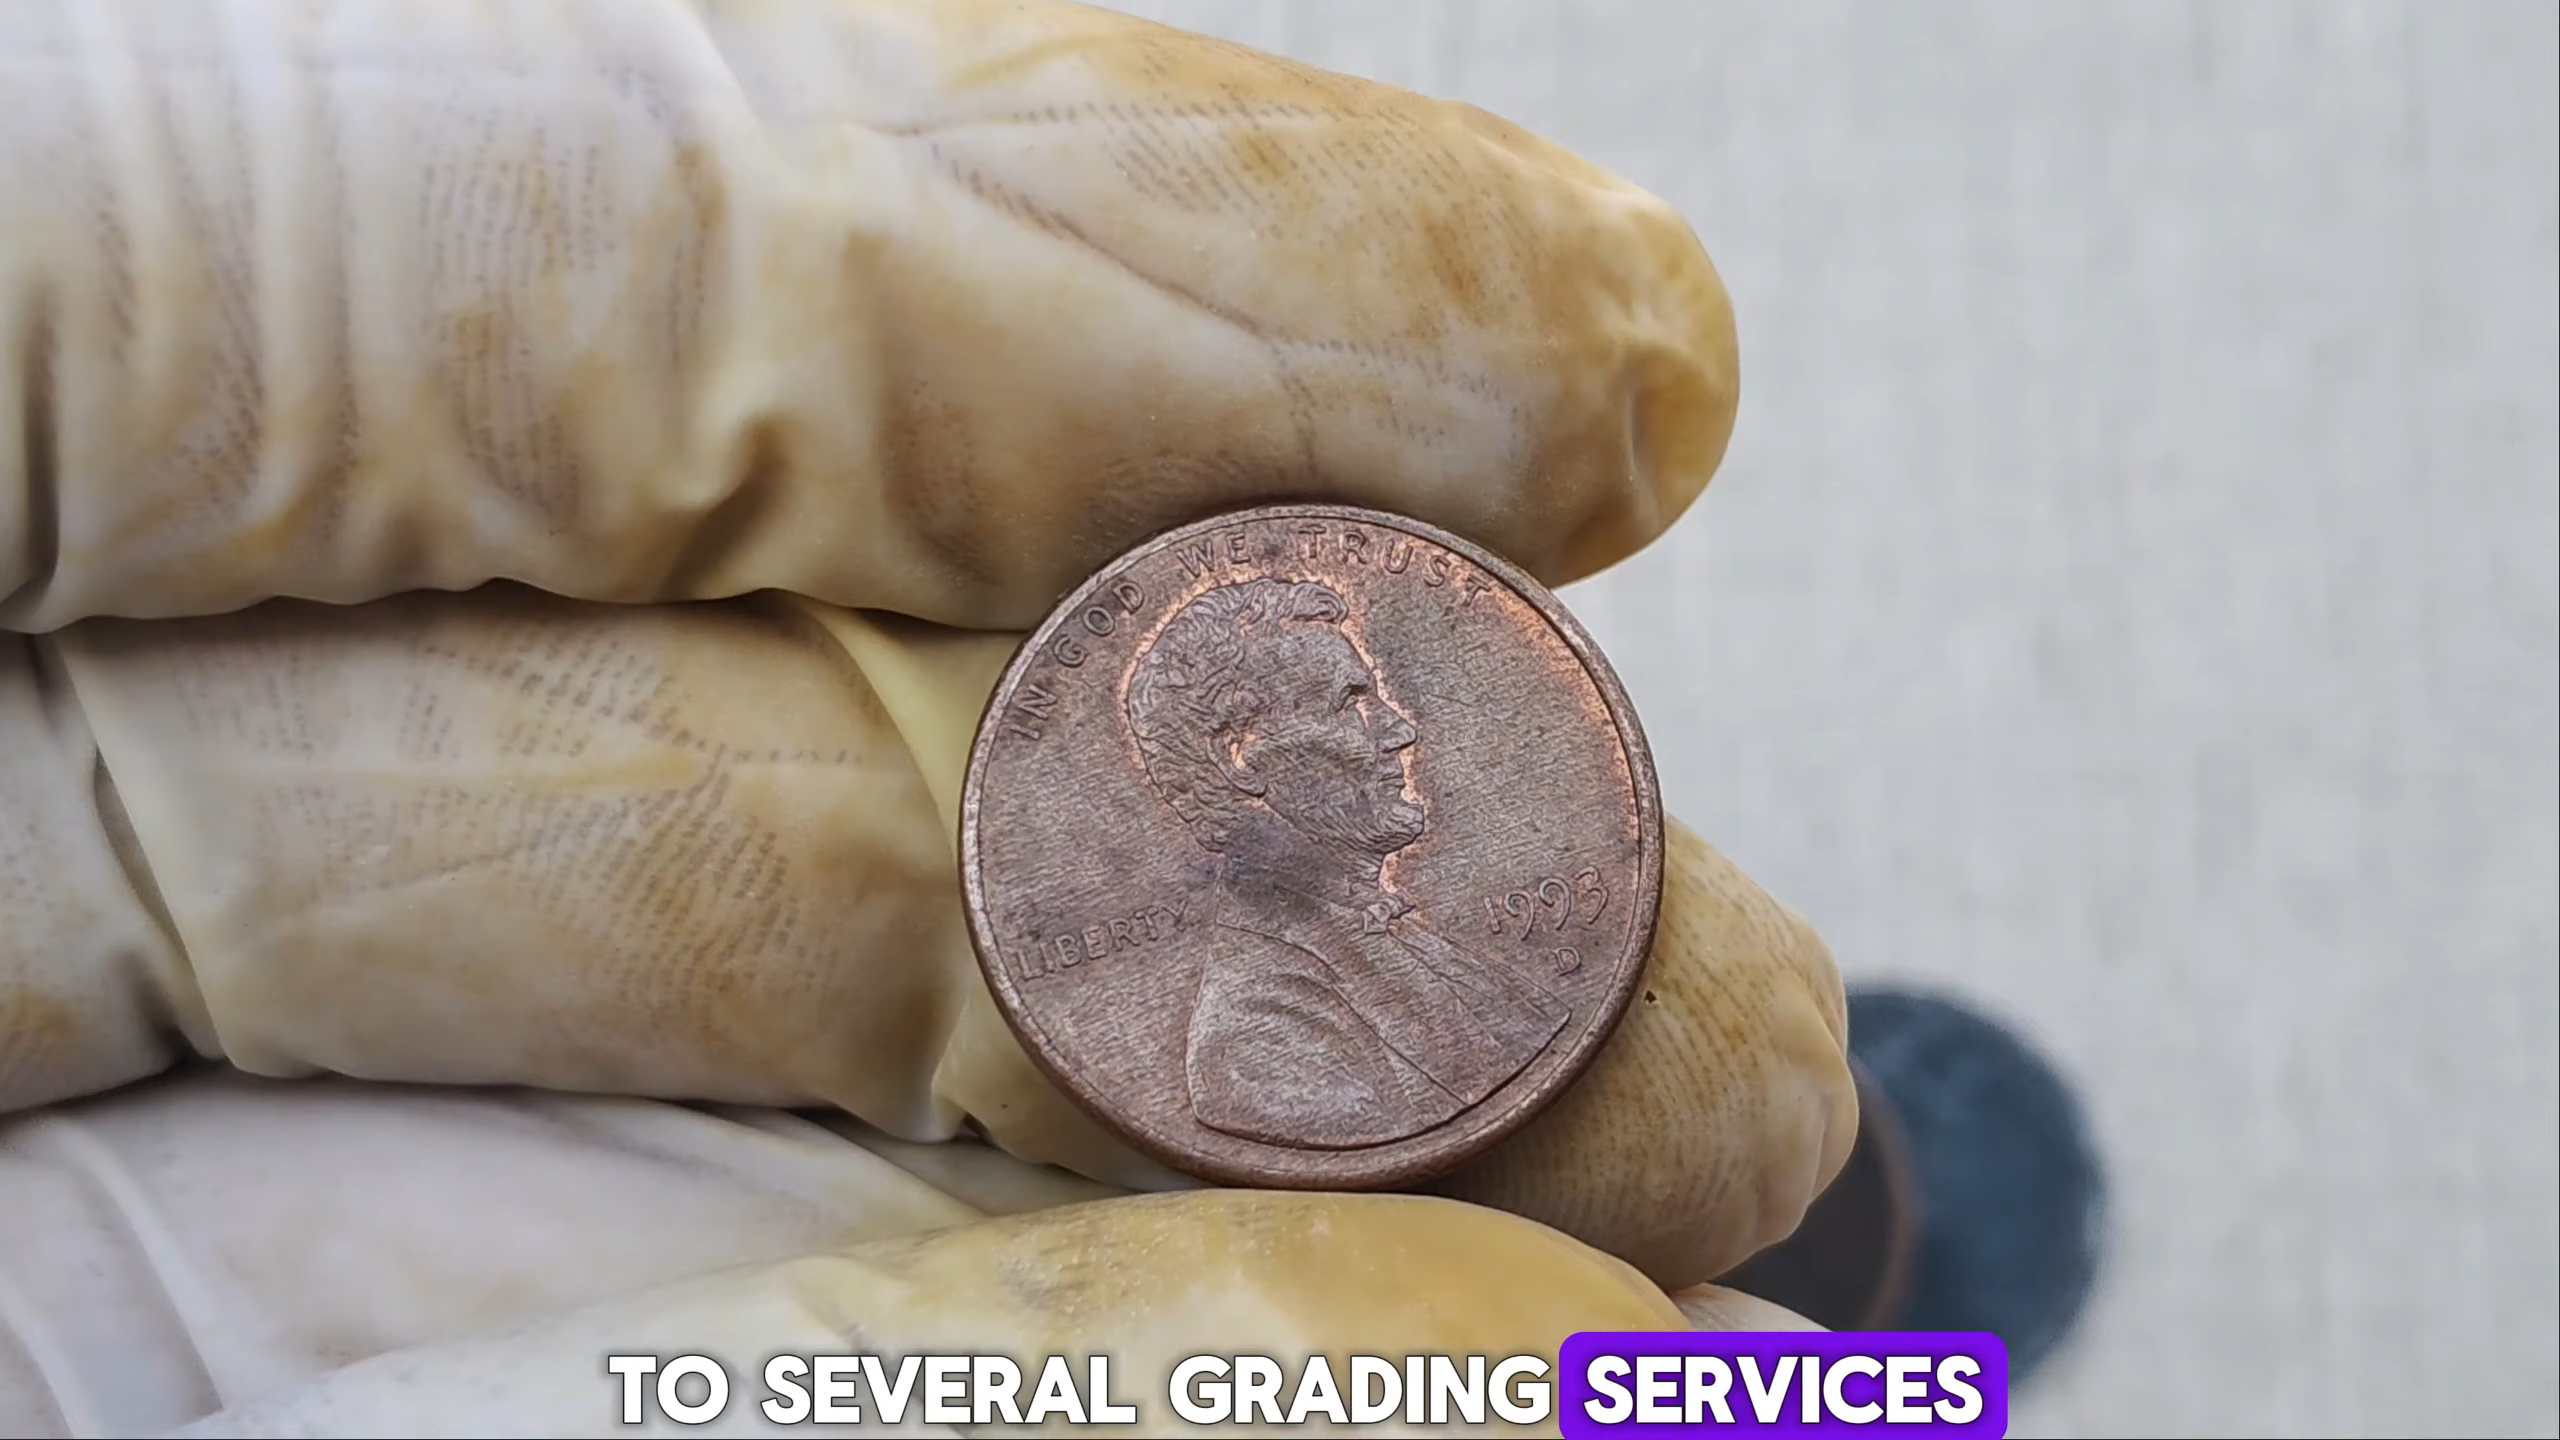 IN GOD WE TRUST
LIBERTY
1993
D
TO SEVERAL GRADING SERVICES